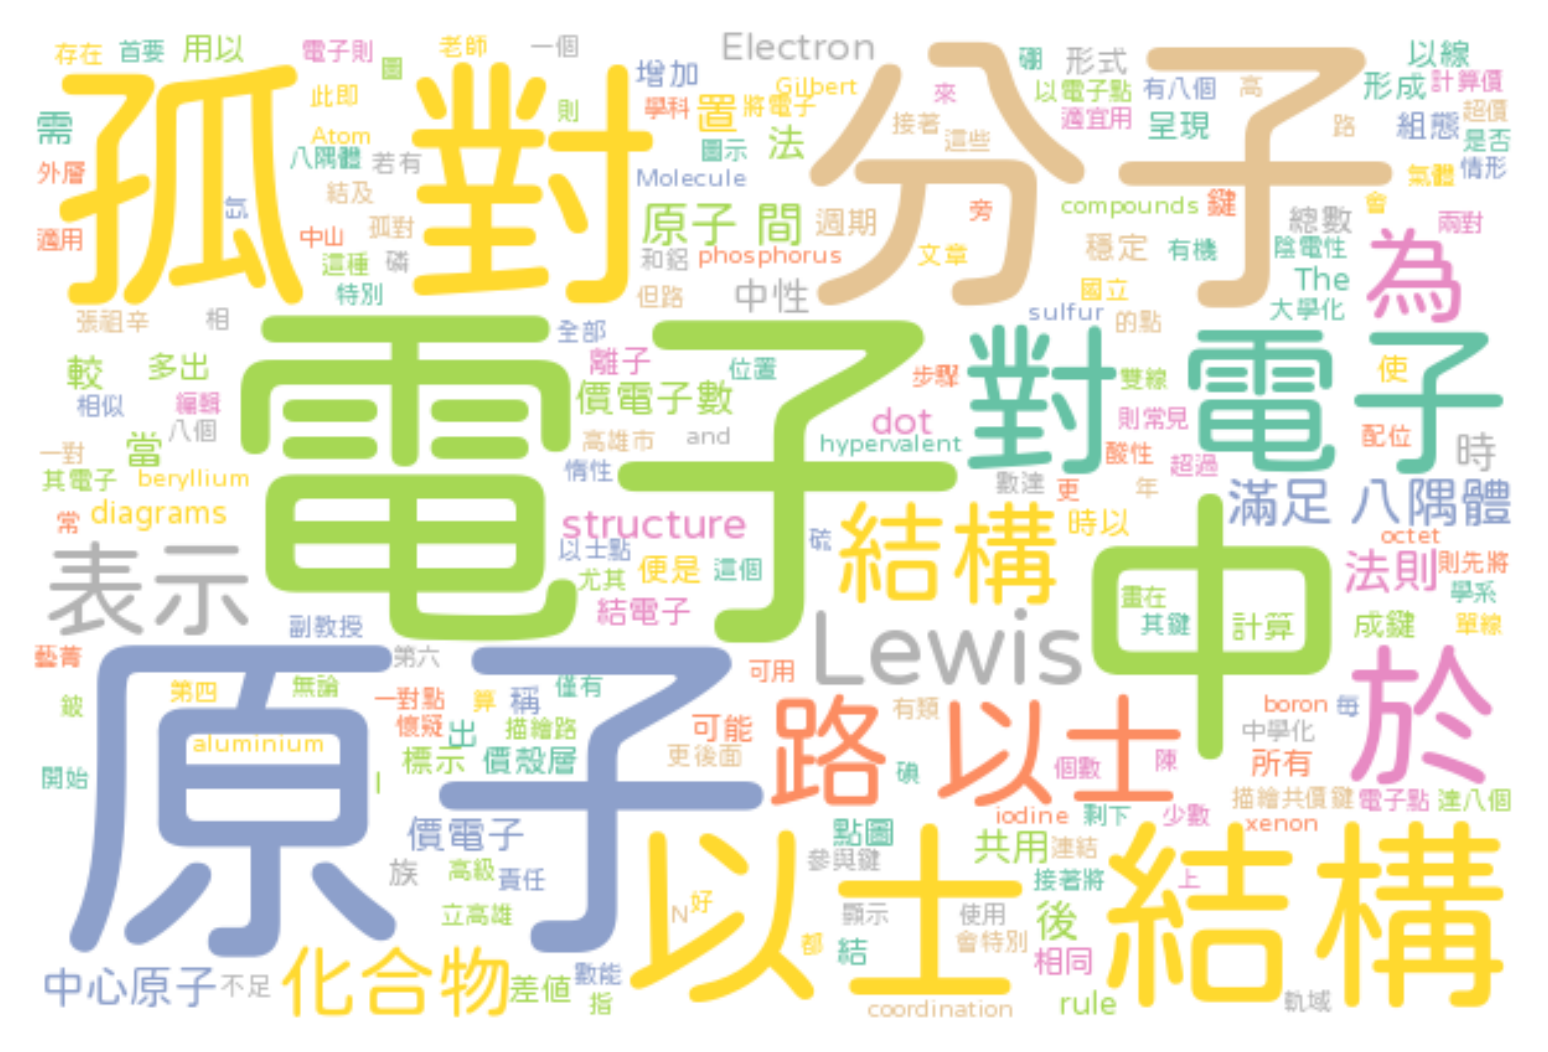 存在 首要 用以 電子則 圖 老師 一個 Electron 硼 形式 以線
孤對 分子
需 此即 增加 Gilbert 來 以電子點 有八個 高 形成 計算價
Atom 則 學科 置 將電子 接著 適宜用 呈現 路 組態 超價
外層 八隅體 若有 圖示 法 這些 是否
結及 Molecule 氣體 情形
適用 中山 孤對 原子 間 週期 旁 compounds 鍵 總數 會 兩對
這種 磷 和鋁 phosphorus 文章 穩定 有機 陰電性 為
特別 但路 中性 國立 The
張祖辛 相 全部 sulfur 的點 大學化
電子 對 電子
較 多出 離子 位置 步驟 雙線 使
相似 編輯 價電子數 dot 則常見
八個 高雄市 and hypervalent 配位
一對 當 惰性 酸性 超過 時
其電子 beryllium 數達 更 年
常 diagrams structure 結構 時以 滿足 八隅體
表示 以士點 硫 中 octet
尤其 便是 這個 法則 則先將
結電子 畫在 學系
副教授 Lewis 其鍵 計算 成鍵 單線
藝菁 原子 第六 可用 於
第四 無論 僅有
鈹 一對點 算 稱 路 有類 以士 boron 每
懷疑 出 描繪路 可能 中學化
aluminium 標示 價殼層 更後面 所有
開始 碘 個數 陳
描繪共價鍵 電子點 達八個
iodine 剩下 少數 xenon
價電子 以士 點圖 共用 連結 結構
族 高級 責任 參與鍵 接著將 上
立高雄 N 好 顯示 使用 後
都 結 會特別 相同
中心原子 不足 化合物 差值 數能
指 coordination rule 軌域